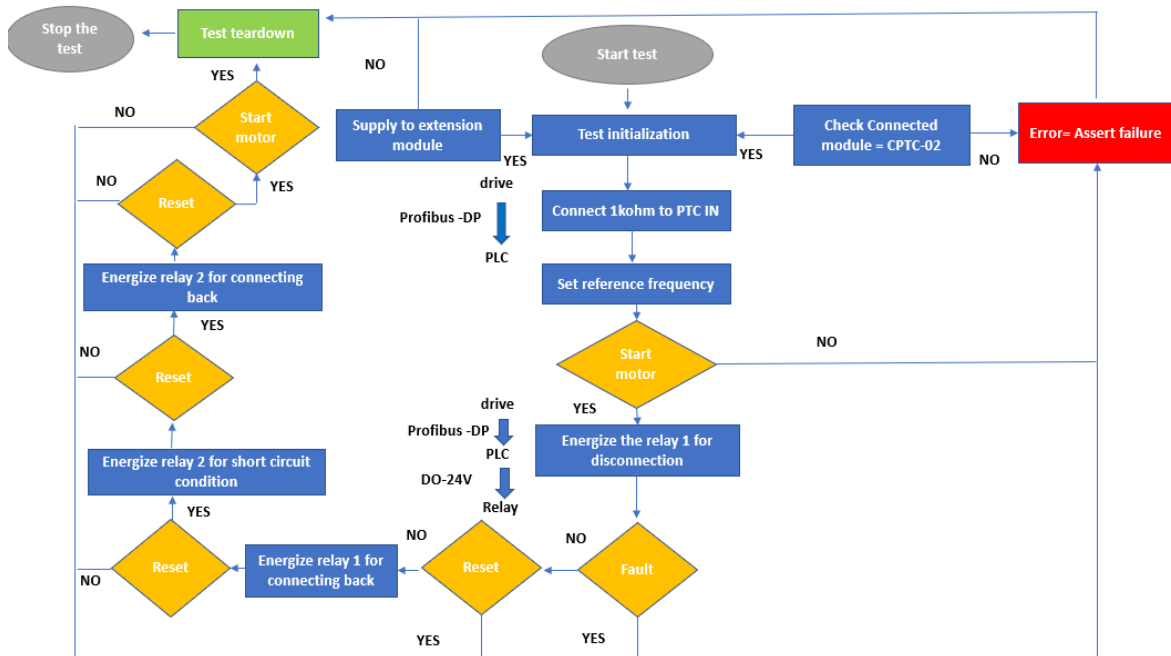 Stop the
test
Test teardown
Start test
YES
NO
NO
Start
motor
Supply to extension
module
Test initialization
Check Connected
module = CPTC-02
Error= Assert failure
YES
YES
NO
NO
YES
Reset
drive
Profibus -DP
PLC
Connect 1kohm to PTC IN
Energize relay 2 for connecting
back
Set reference frequency
YES
NO
Reset
Start
motor
NO
drive
YES
Profibus -DP
PLC
Energize the relay 1 for
disconnection
Energize relay 2 for short circuit
condition
DO-24V
Relay
YES
NO
NO
Reset
Energize relay 1 for
connecting back
Reset
Fault
NO
YES
YES